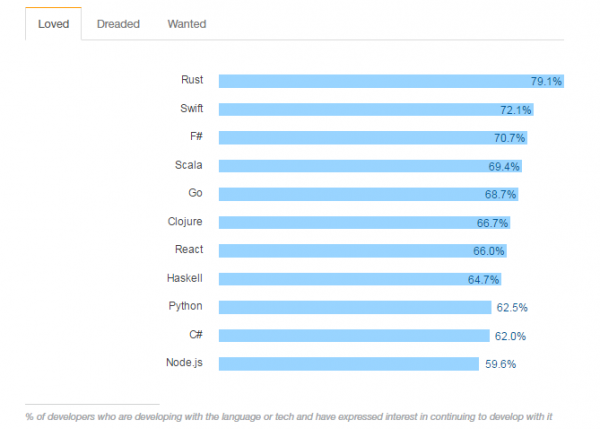 Loved Dreaded Wanted
Rust 79.1%
Swift 72.1%
F# 70.7%
Scala 69.4%
Go 68.7%
Clojure 66.7%
React 66.0%
Haskell 64.7%
Python 62.5%
C# 62.0%
Node.js 59.6%
% of developers who are developing with the language or tech and have expressed interest in continuing to develop with it